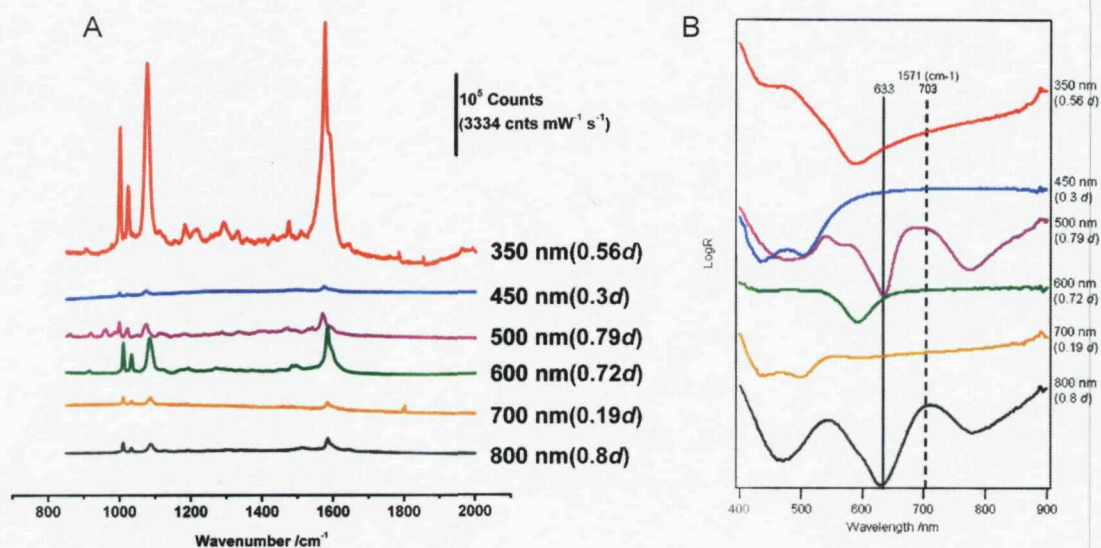 A
10⁵ Counts
(3334 cnts mW⁻¹ s⁻¹)
350 nm(0.56d)
450 nm(0.3d)
500 nm(0.79d)
600 nm(0.72d)
700 nm(0.19d)
800 nm(0.8d)
800 1000 1200 1400 1600 1800 2000
Wavenumber /cm⁻¹
B
1571 (cm-1)
633 703
350 nm
(0.56 d)
450 nm
(0.3 d)
500 nm
(0.79 d)
600 nm
(0.72 d)
700 nm
(0.19 d)
800 nm
(0.8 d)
LogR
400 500 600 700 800 900
Wavelength /nm